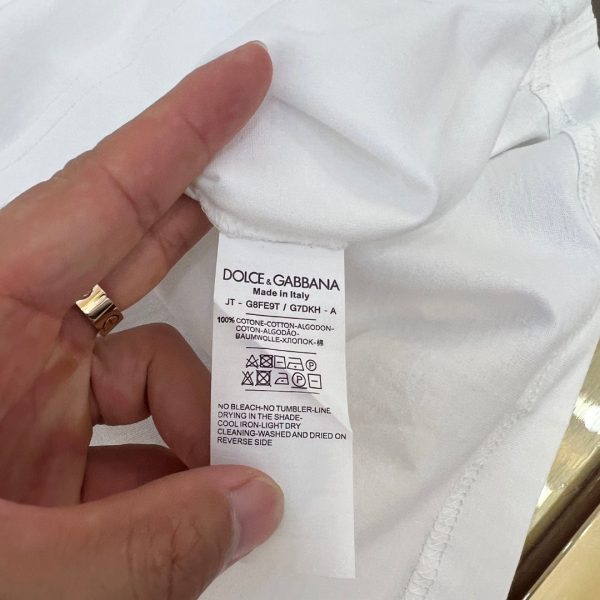 DOLCE & GABBANA
Made in Italy
JT - G8FE9T / G7DKH - A
100% COTONE-COTTON-ALGODON-
COTON-ALGODÃO-
BAUMWOLLE-ХЛОПОК-棉
NO BLEACH-NO TUMBLER-LINE
DRYING IN THE SHADE-
COOL IRON-LIGHT DRY
CLEANING-WASHED AND DRIED ON
REVERSE SIDE